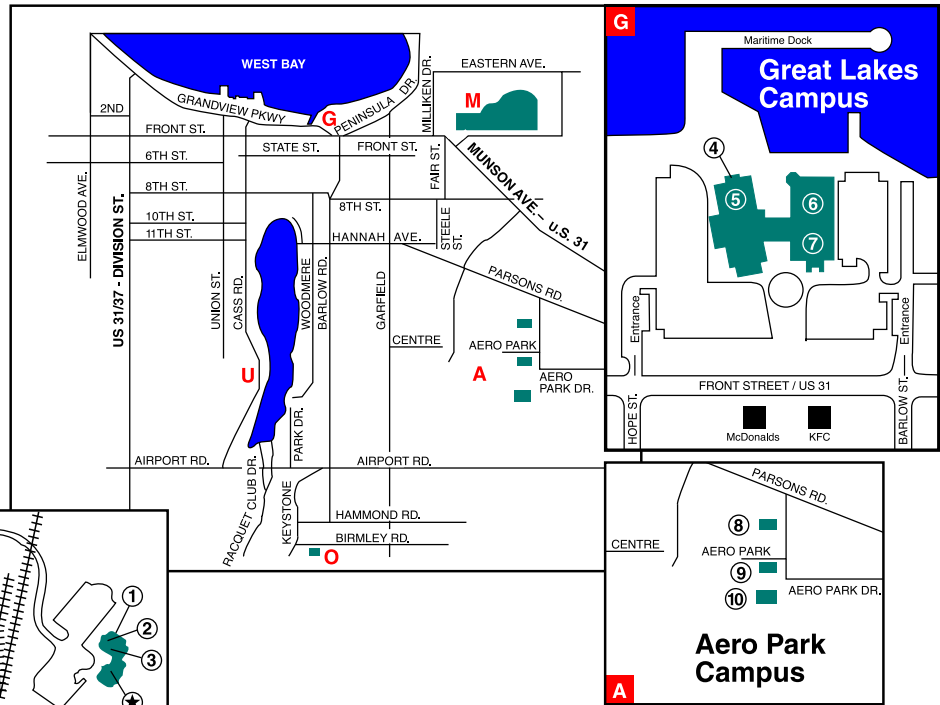 WEST BAY
EASTERN AVE.
MILLIKEN DR.
PENINSULA DR.
2ND
GRANDVIEW PKWY
G
M
FRONT ST.
STATE ST.
FRONT ST.
6TH ST.
FAIR ST.
MUNSON AVE. – U.S. 31
ELMWOOD AVE.
US 31/37 - DIVISION ST.
8TH ST.
8TH ST.
10TH ST.
11TH ST.
HANNAH AVE.
STEELE ST.
UNION ST.
CASS RD.
WOODMERE
BARLOW RD.
GARFIELD
PARSONS RD.
CENTRE
AERO PARK
AERO
PARK DR.
U
A
PARK DR.
AIRPORT RD.
AIRPORT RD.
RACQUET CLUB DR.
KEYSTONE
HAMMOND RD.
BIRMLEY RD.
O
1
2
3
G
Maritime Dock
Great Lakes
Campus
4
5
6
7
Entrance
Entrance
FRONT STREET / US 31
HOPE ST.
BARLOW ST.
McDonalds
KFC
PARSONS RD.
8
CENTRE
AERO PARK
9
AERO PARK DR.
10
Aero Park
Campus
A